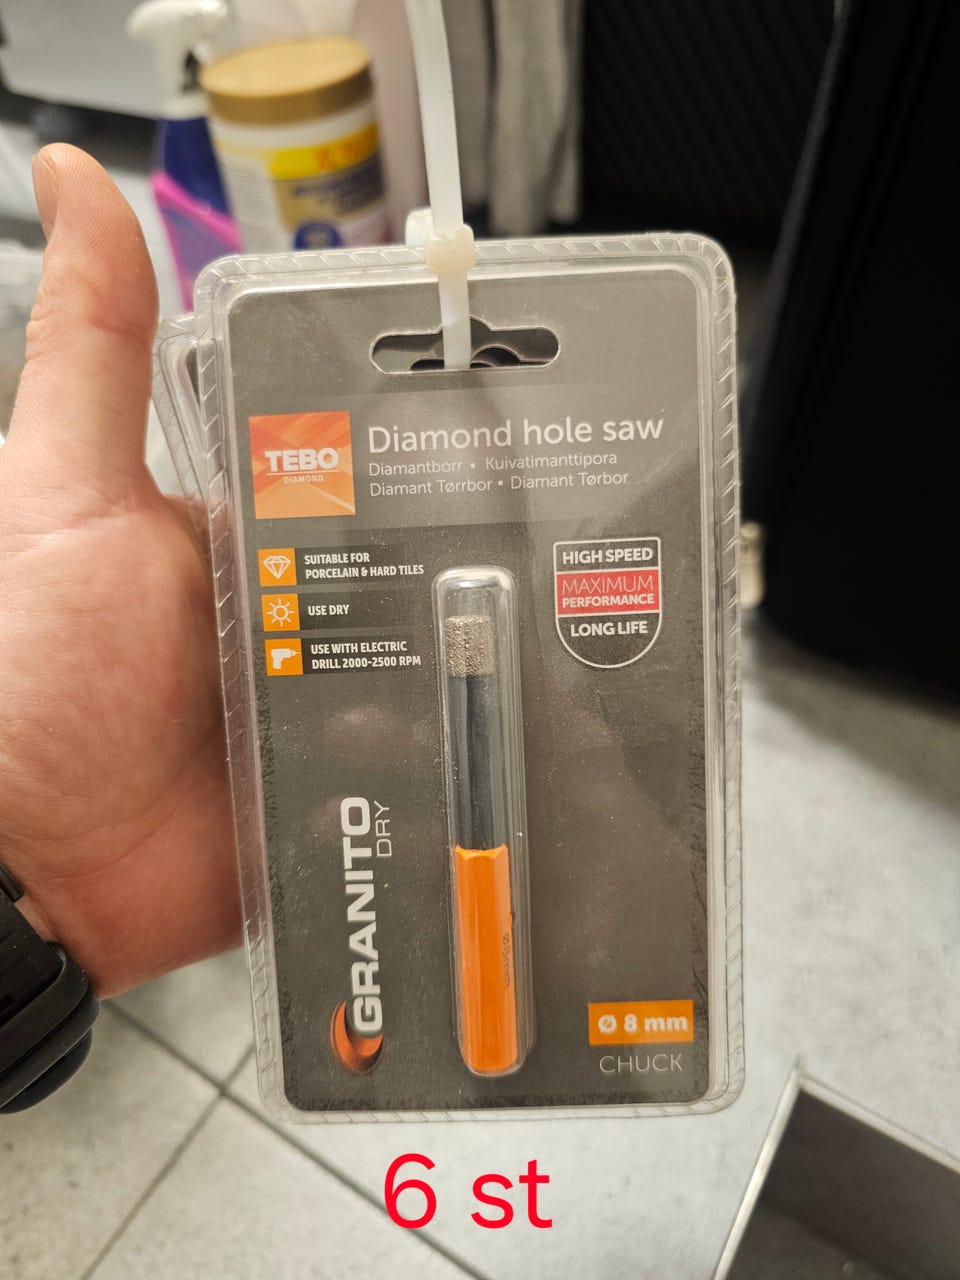 TEBO
DIAMOND
Diamond hole saw
Diamantborr • Kuivatimanttipora
Diamant Tørrbor • Diamant Tørbor
SUITABLE FOR
PORCELAIN & HARD TILES
USE DRY
USE WITH ELECTRIC
DRILL 2000-2500 RPM
HIGH SPEED
MAXIMUM
PERFORMANCE
LONG LIFE
GRANITO
DRY
Ø 8 mm
CHUCK
6 st